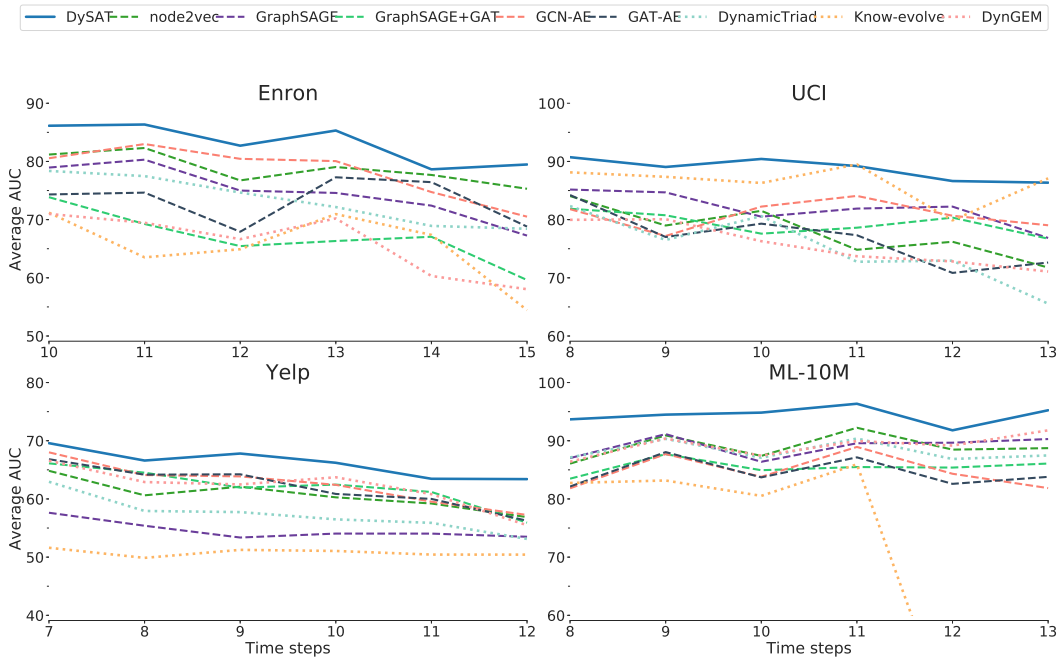 DySAT node2vec GraphSAGE GraphSAGE+GAT GCN-AE GAT-AE DynamicTriad Know-evolve DynGEM
Enron
UCI
90
80
70
60
50
Average AUC
10 11 12 13 14 15
100
90
80
70
60
8 9 10 11 12 13
Yelp
ML-10M
80
70
60
50
40
Average AUC
7 8 9 10 11 12
Time steps
100
90
80
70
60
8 9 10 11 12 13
Time steps